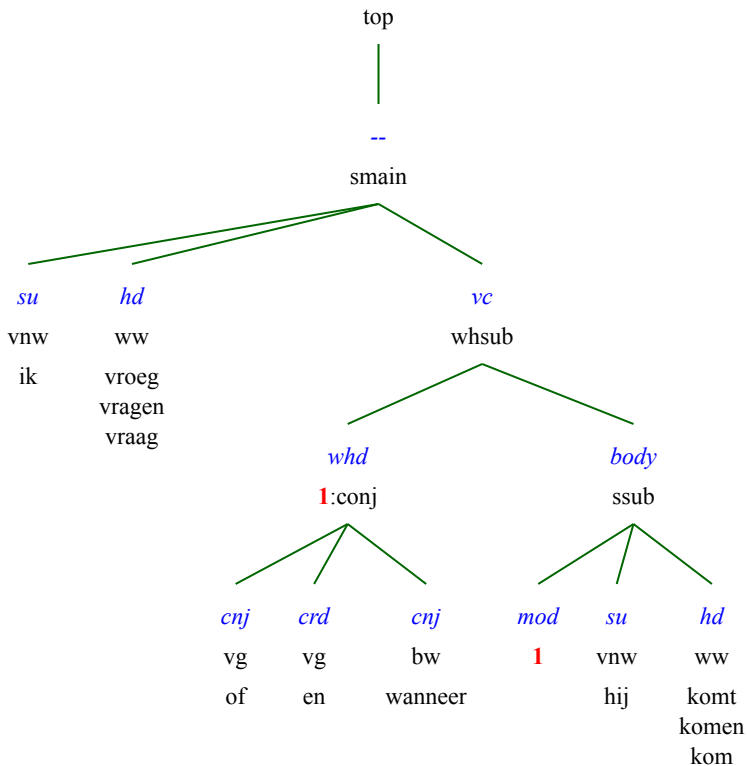 top
--
smain
su hd vc
vnw ww whsub
ik vroeg
vragen
vraag
whd body
1:conj ssub
cnj crd cnj mod su hd
vg vg bw 1 vnw ww
of en wanneer hij komt
komen
kom